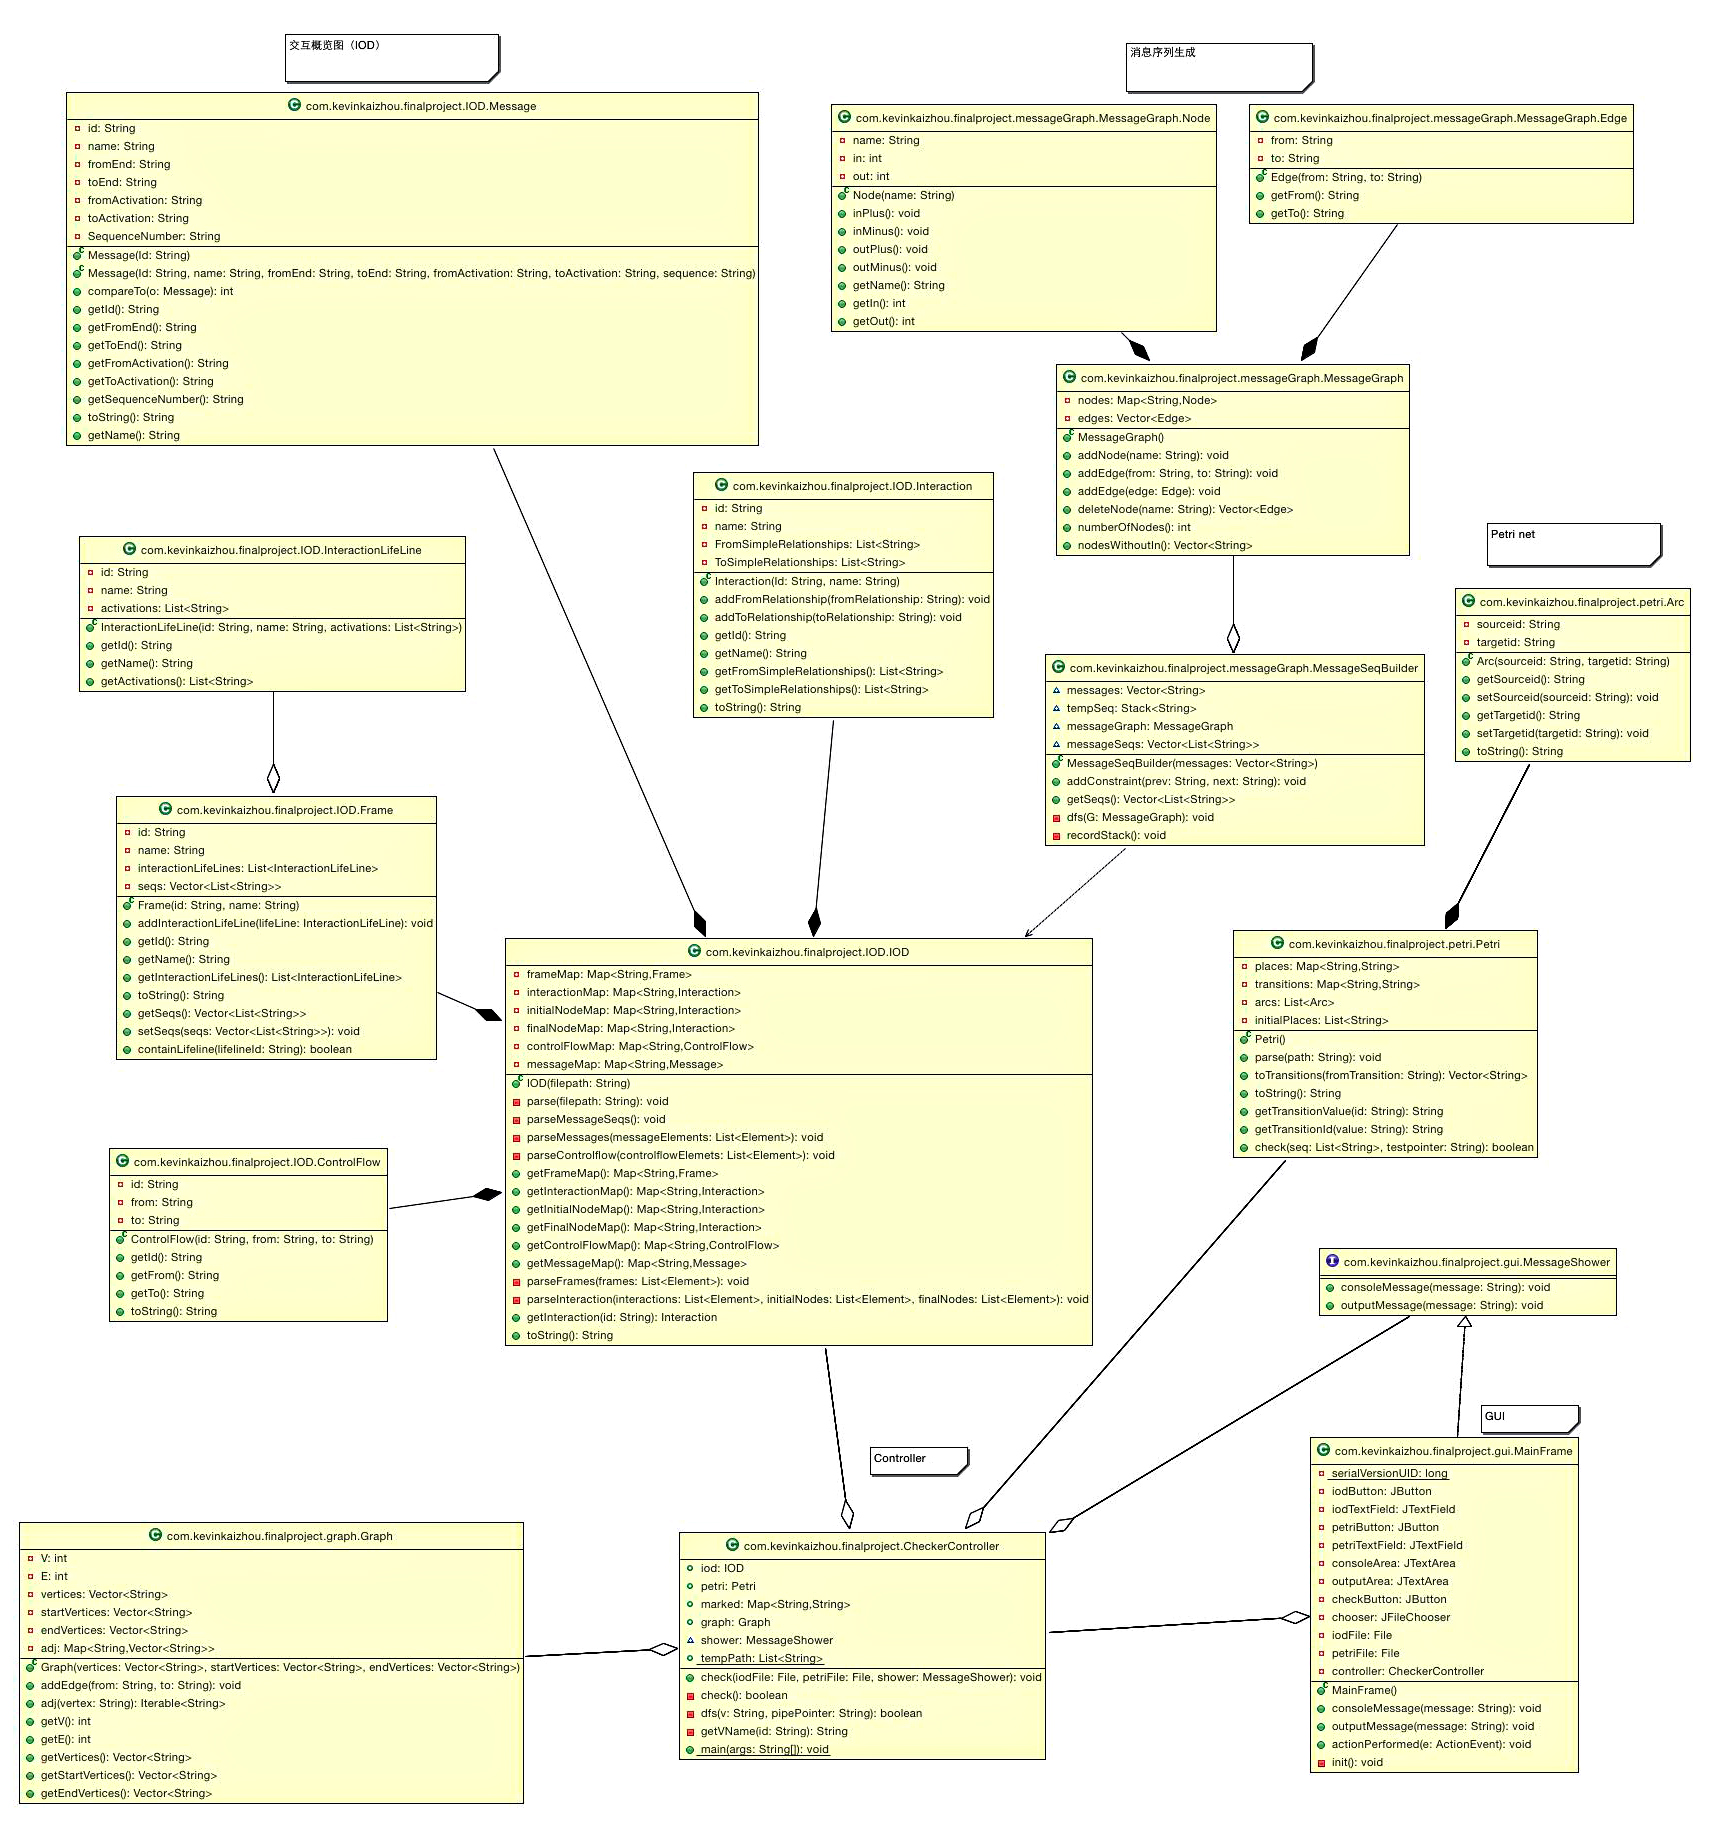 交互概览图（IOD）
com.kevinkaizhou.finalproject.IOD.Message
id: String
name: String
fromEnd: String
toEnd: String
fromActivation: String
toActivation: String
SequenceNumber: String
Message(Id: String)
Message(Id: String, name: String, fromEnd: String, toEnd: String, fromActivation: String, toActivation: String, sequence: String)
compareTo(o: Message): int
getId(): String
getFromEnd(): String
getToEnd(): String
getFromActivation(): String
getToActivation(): String
getSequenceNumber(): String
toString(): String
getName(): String
消息序列生成
com.kevinkaizhou.finalproject.messageGraph.MessageGraph.Node
name: String
in: int
out: int
Node(name: String)
inPlus(): void
inMinus(): void
outPlus(): void
outMinus(): void
getName(): String
getIn(): int
getOut(): int
com.kevinkaizhou.finalproject.messageGraph.MessageGraph.Edge
from: String
to: String
Edge(from: String, to: String)
getFrom(): String
getTo(): String
com.kevinkaizhou.finalproject.messageGraph.MessageGraph
nodes: Map<String,Node>
edges: Vector<Edge>
MessageGraph()
addNode(name: String): void
addEdge(from: String, to: String): void
addEdge(edge: Edge): void
deleteNode(name: String): Vector<Edge>
numberOfNodes(): int
nodesWithoutIn(): Vector<String>
com.kevinkaizhou.finalproject.IOD.Interaction
id: String
name: String
FromSimpleRelationships: List<String>
ToSimpleRelationships: List<String>
Interaction(Id: String, name: String)
addFromRelationship(fromRelationship: String): void
addToRelationship(toRelationship: String): void
getId(): String
getName(): String
getFromSimpleRelationships(): List<String>
getToSimpleRelationships(): List<String>
toString(): String
com.kevinkaizhou.finalproject.IOD.InteractionLifeLine
id: String
name: String
activations: List<String>
InteractionLifeLine(id: String, name: String, activations: List<String>)
getId(): String
getName(): String
getActivations(): List<String>
Petri net
com.kevinkaizhou.finalproject.petri.Arc
sourceid: String
targetid: String
Arc(sourceid: String, targetid: String)
getSourceid(): String
setSourceid(sourceid: String): void
getTargetid(): String
setTargetid(targetid: String): void
toString(): String
com.kevinkaizhou.finalproject.messageGraph.MessageSeqBuilder
messages: Vector<String>
tempSeq: Stack<String>
messageGraph: MessageGraph
messageSeqs: Vector<List<String>>
MessageSeqBuilder(messages: Vector<String>)
addConstraint(prev: String, next: String): void
getSeqs(): Vector<List<String>>
dfs(G: MessageGraph): void
recordStack(): void
com.kevinkaizhou.finalproject.IOD.Frame
id: String
name: String
interactionLifeLines: List<InteractionLifeLine>
seqs: Vector<List<String>>
Frame(id: String, name: String)
addInteractionLifeLine(lifeLine: InteractionLifeLine): void
getId(): String
getName(): String
getInteractionLifeLines(): List<InteractionLifeLine>
toString(): String
getSeqs(): Vector<List<String>>
setSeqs(seqs: Vector<List<String>>): void
containLifeline(lifelineId: String): boolean
com.kevinkaizhou.finalproject.IOD.IOD
frameMap: Map<String,Frame>
interactionMap: Map<String,Interaction>
initialNodeMap: Map<String,Interaction>
finalNodeMap: Map<String,Interaction>
controlFlowMap: Map<String,ControlFlow>
messageMap: Map<String,Message>
IOD(filepath: String)
parse(filepath: String): void
parseMessageSeqs(): void
parseMessages(messageElements: List<Element>): void
parseControlflow(controlflowElemets: List<Element>): void
getFrameMap(): Map<String,Frame>
getInteractionMap(): Map<String,Interaction>
getInitialNodeMap(): Map<String,Interaction>
getFinalNodeMap(): Map<String,Interaction>
getControlFlowMap(): Map<String,ControlFlow>
getMessageMap(): Map<String,Message>
parseFrames(frames: List<Element>): void
parseInteraction(interactions: List<Element>, initialNodes: List<Element>, finalNodes: List<Element>): void
getInteraction(id: String): Interaction
toString(): String
com.kevinkaizhou.finalproject.petri.Petri
places: Map<String,String>
transitions: Map<String,String>
arcs: List<Arc>
initialPlaces: List<String>
Petri()
parse(path: String): void
toTransitions(fromTransition: String): Vector<String>
toString(): String
getTransitionValue(id: String): String
getTransitionId(value: String): String
check(seq: List<String>, testpointer: String): boolean
com.kevinkaizhou.finalproject.IOD.ControlFlow
id: String
from: String
to: String
ControlFlow(id: String, from: String, to: String)
getId(): String
getFrom(): String
getTo(): String
toString(): String
com.kevinkaizhou.finalproject.gui.MessageShower
consoleMessage(message: String): void
outputMessage(message: String): void
GUI
com.kevinkaizhou.finalproject.gui.MainFrame
serialVersionUID: long
iodButton: JButton
iodTextField: JTextField
petriButton: JButton
petriTextField: JTextField
consoleArea: JTextArea
outputArea: JTextArea
checkButton: JButton
chooser: JFileChooser
iodFile: File
petriFile: File
controller: CheckerController
MainFrame()
consoleMessage(message: String): void
outputMessage(message: String): void
actionPerformed(e: ActionEvent): void
init(): void
Controller
com.kevinkaizhou.finalproject.CheckerController
iod: IOD
petri: Petri
marked: Map<String,String>
graph: Graph
shower: MessageShower
tempPath: List<String>
check(iodFile: File, petriFile: File, shower: MessageShower): void
check(): boolean
dfs(v: String, pipePointer: String): boolean
getVName(id: String): String
main(args: String[]): void
com.kevinkaizhou.finalproject.graph.Graph
V: int
E: int
vertices: Vector<String>
startVertices: Vector<String>
endVertices: Vector<String>
adj: Map<String,Vector<String>>
Graph(vertices: Vector<String>, startVertices: Vector<String>, endVertices: Vector<String>)
addEdge(from: String, to: String): void
adj(vertex: String): Iterable<String>
getV(): int
getE(): int
getVertices(): Vector<String>
getStartVertices(): Vector<String>
getEndVertices(): Vector<String>